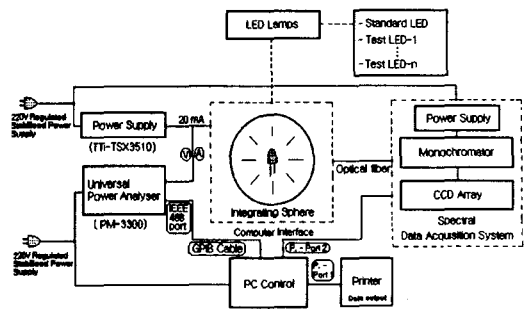 LED Lamps
- Standard LED
- Test LED-1
- Test LED-n
220V Regulated
Stabilized Power
Supply
Power Supply
(TTi-TSX3510)
20 mA
V
A
Universal
Power Analyser
(PM-3300)
IEEE
488
port
Integrating Sphere
Optical fiber
Power Supply
Monochromator
CCD Array
Spectral
Data Acquisition System
Computer Interface
GPIB Cable
P. - Port 2
220V Regulated
Stabilized Power
Supply
PC Control
P. -
Port 1
Printer
Data output